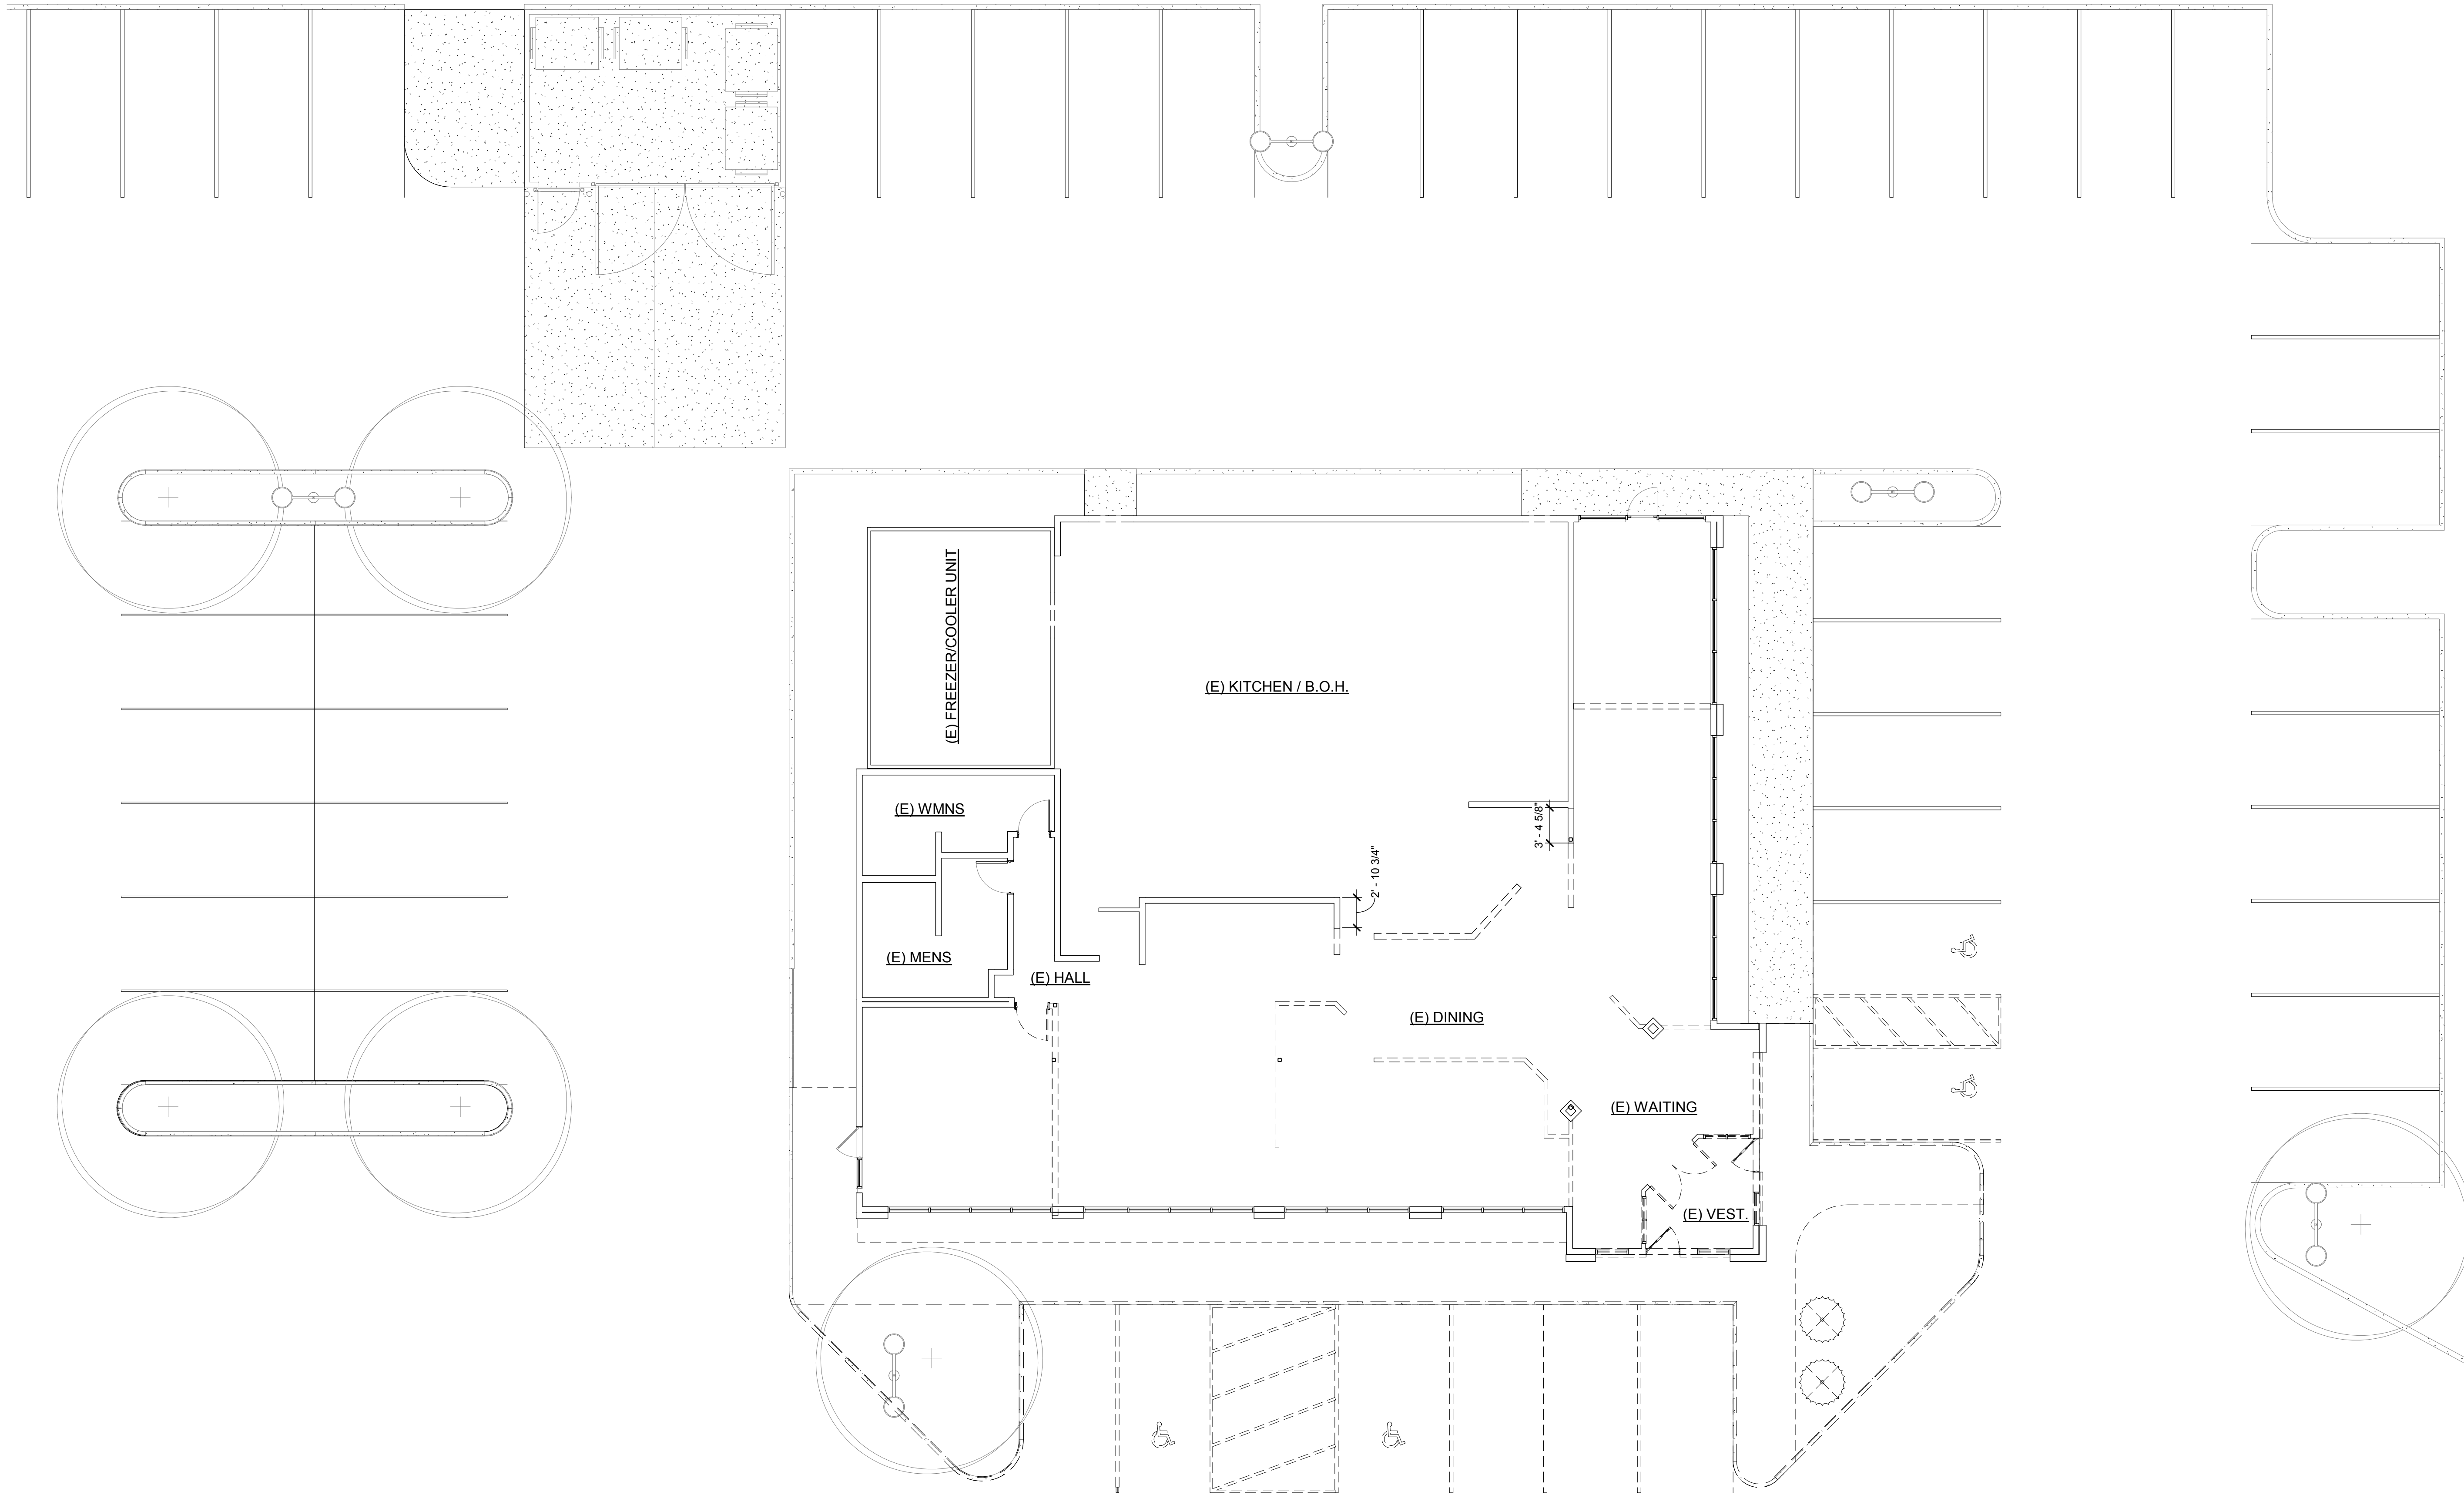 (E) FREEZER/COOLER UNIT
(E) KITCHEN / B.O.H.
(E) WMNS
3' - 4 5/8"
2' - 10 3/4"
(E) MENS
(E) HALL
(E) DINING
(E) WAITING
(E) VEST.